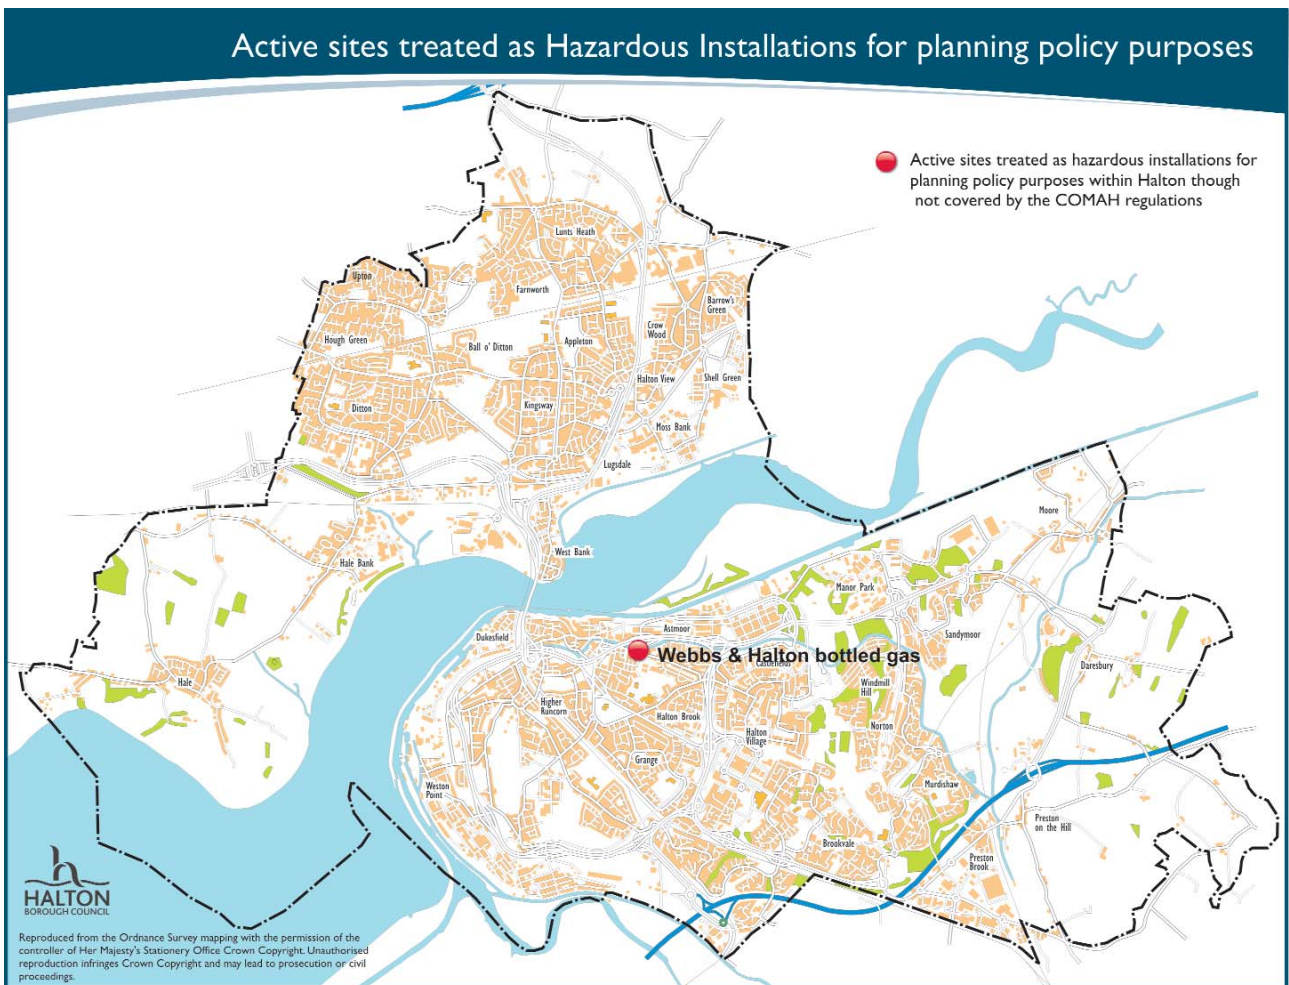 Active sites treated as Hazardous Installations for planning policy purposes
Active sites treated as hazardous installations for
planning policy purposes within Halton though
not covered by the COMAH regulations
Lunts Heath
Upton
Farnworth
Barrow's
Green
Crow
Wood
Hough Green
Ball o' Ditton
Appleton
Halton View
Shell Green
Ditton
Kingsway
Moss Bank
Lugsdale
Moore
West Bank
Hale Bank
Manor Park
Astmoor
Dukesfield
Sandymoor
Webbs & Halton bottled gas
Castlefields
Daresbury
Hale
Windmill
Hill
Higher
Runcorn
Halton Brook
Norton
Halton
Village
Grange
Weston
Point
Murdishaw
Preston
on the Hill
Brookvale
Preston
Brook
HALTON
BOROUGH COUNCIL
Reproduced from the Ordnance Survey mapping with the permission of the
controller of Her Majesty's Stationery Office Crown Copyright. Unauthorised
reproduction infringes Crown Copyright and may lead to prosecution or civil
proceedings.